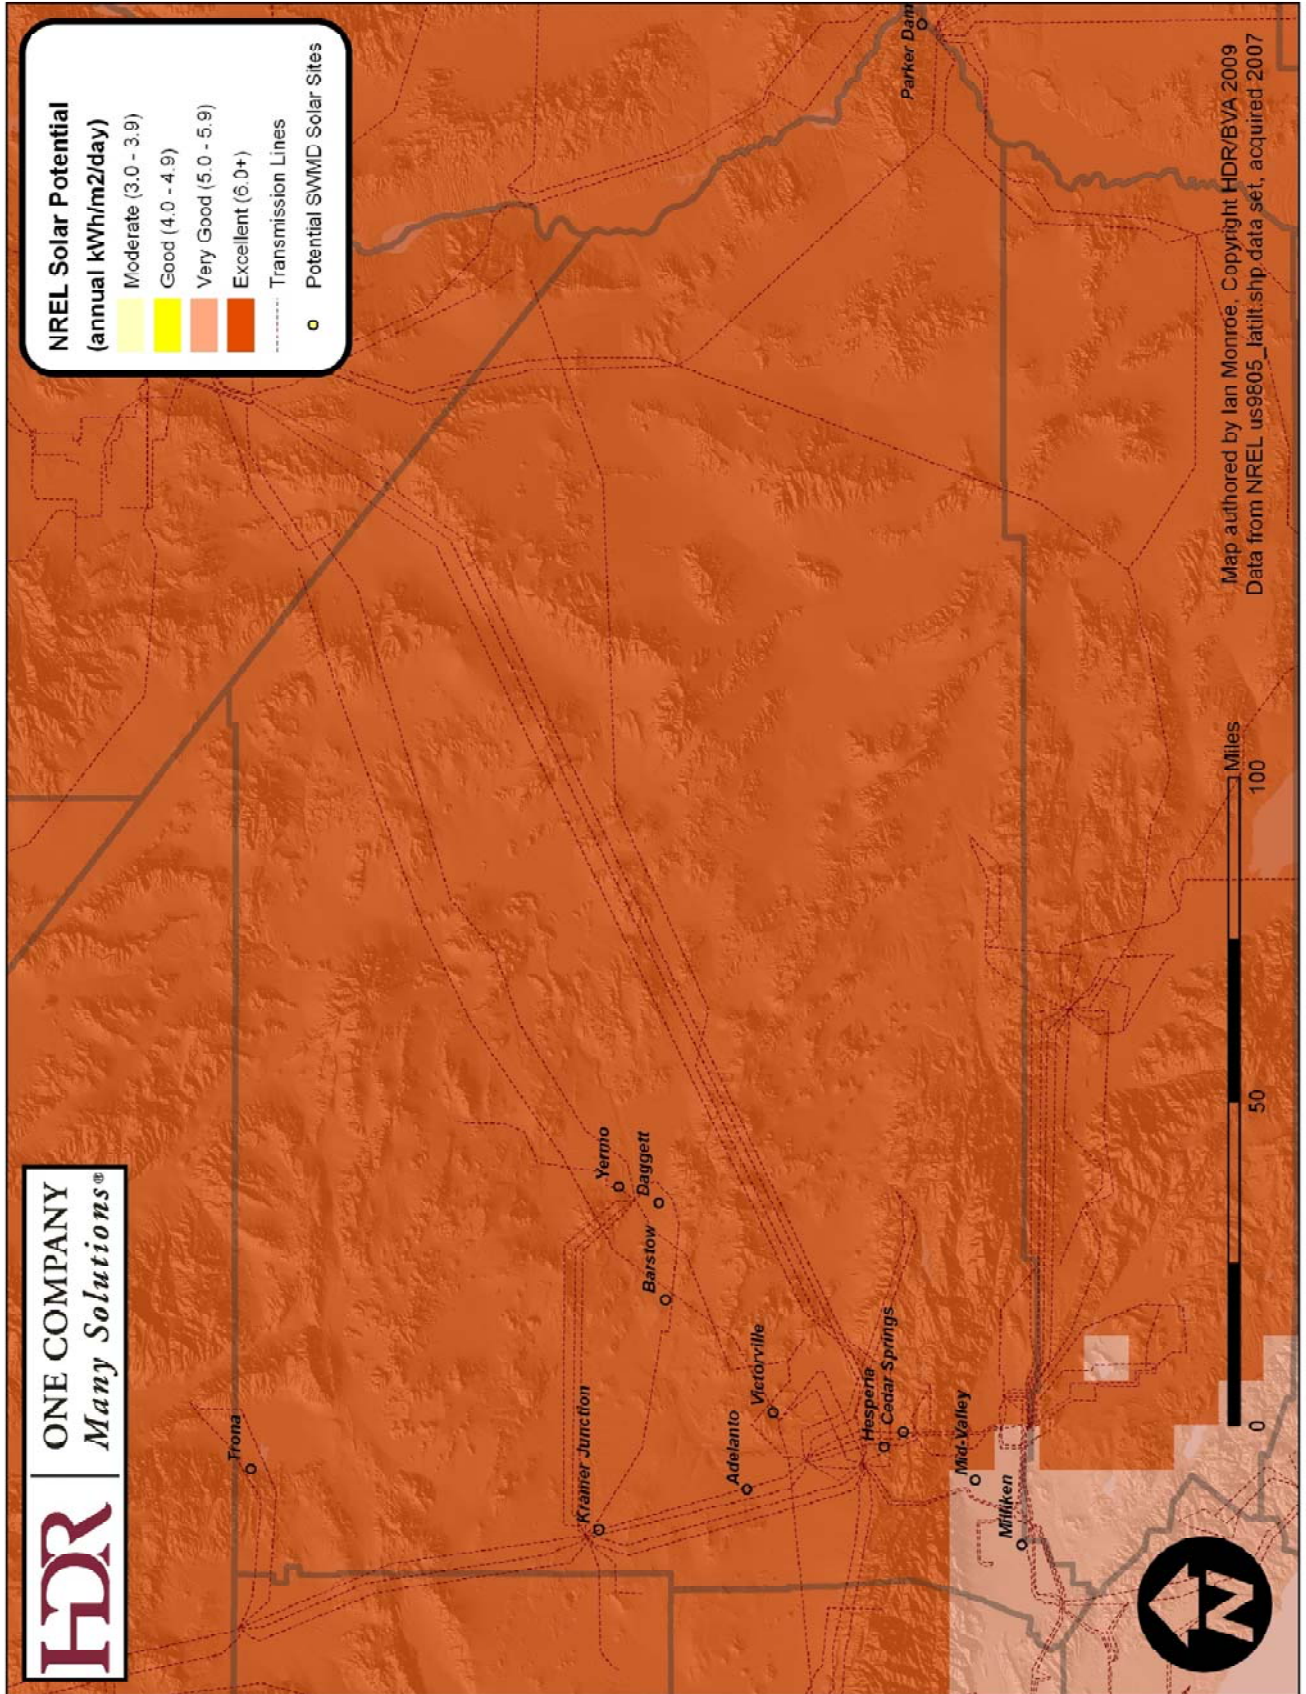 HDR
ONE COMPANY
Many Solutions®
NREL Solar Potential
(annual kWh/m2/day)
Moderate (3.0 - 3.9)
Good (4.0 - 4.9)
Very Good (5.0 - 5.9)
Excellent (6.0+)
Transmission Lines
Potential SWMD Solar Sites
Trona
Kramer Junction
Yermo
Daggett
Barstow
Adelanto
Victorville
Hesperia
Cedar Springs
Mid-Valley
Milliken
Parker Dam
N
0
50
100
Miles
Map authored by Ian Monroe, Copyright HDR/BVA 2009
Data from NREL us9805_latilt.shp data set, acquired 2007